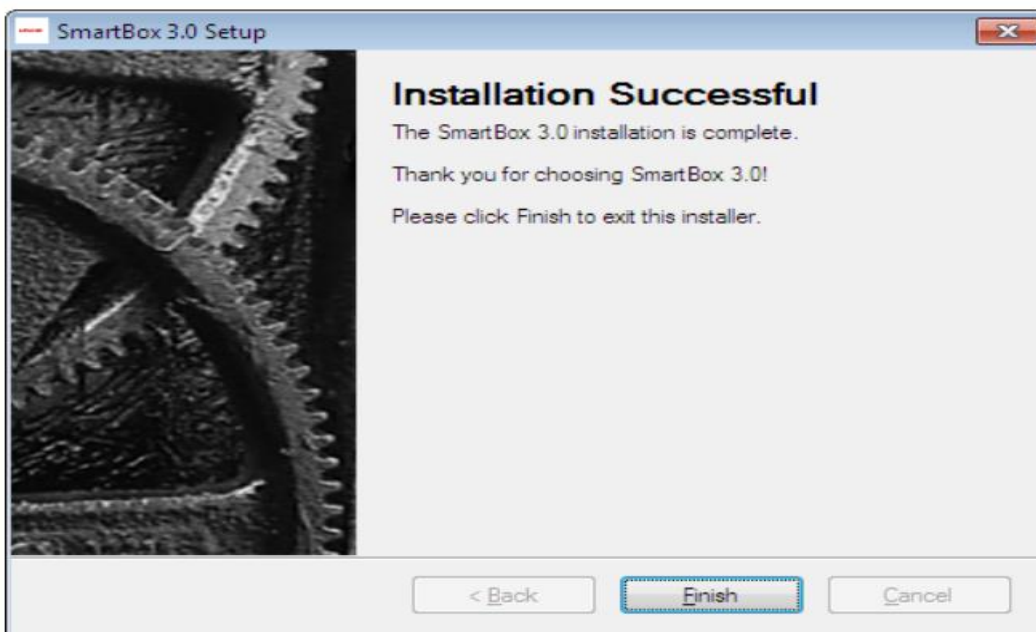 SmartBox 3.0 Setup
Installation Successful
The SmartBox 3.0 installation is complete.
Thank you for choosing SmartBox 3.0!
Please click Finish to exit this installer.
< Back
Finish
Cancel